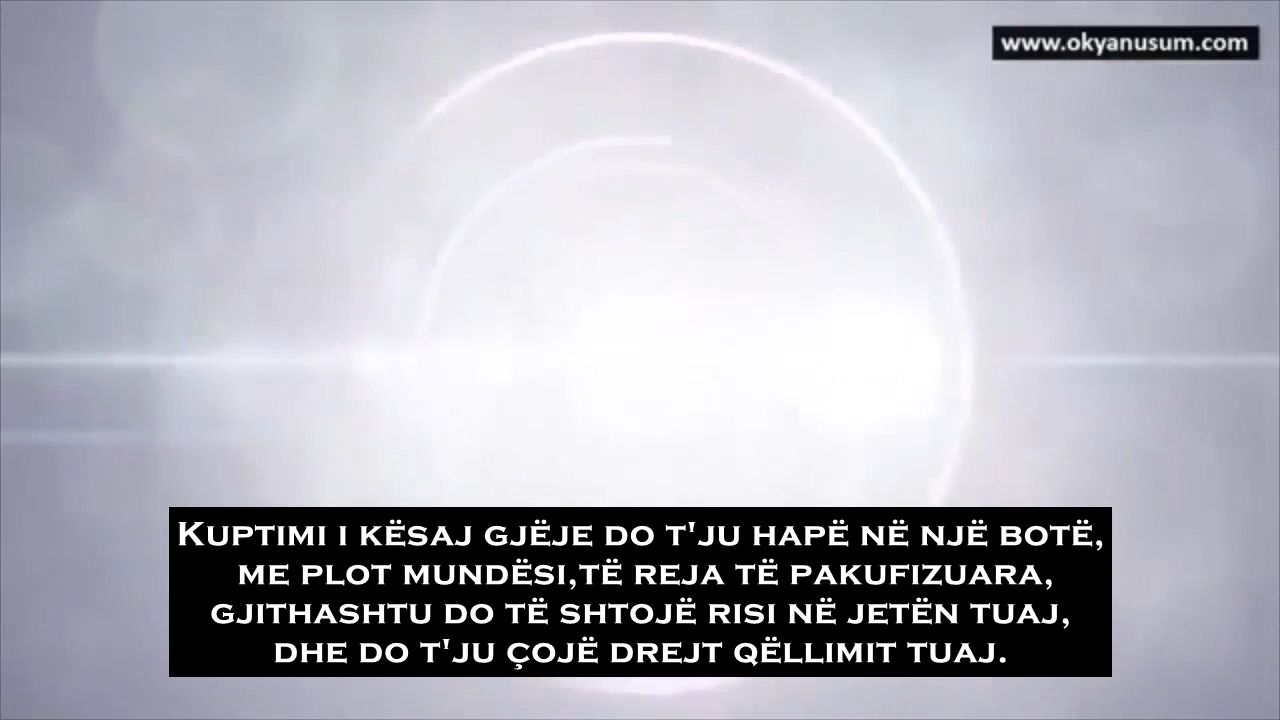 www.okyanusum.com
Kuptimi i kësaj gjëje do t'ju hapë në një botë,
me plot mundësi,të reja të pakufizuara,
gjithashtu do të shtojë risi në jetën tuaj,
dhe do t'ju çojë drejt qëllimit tuaj.